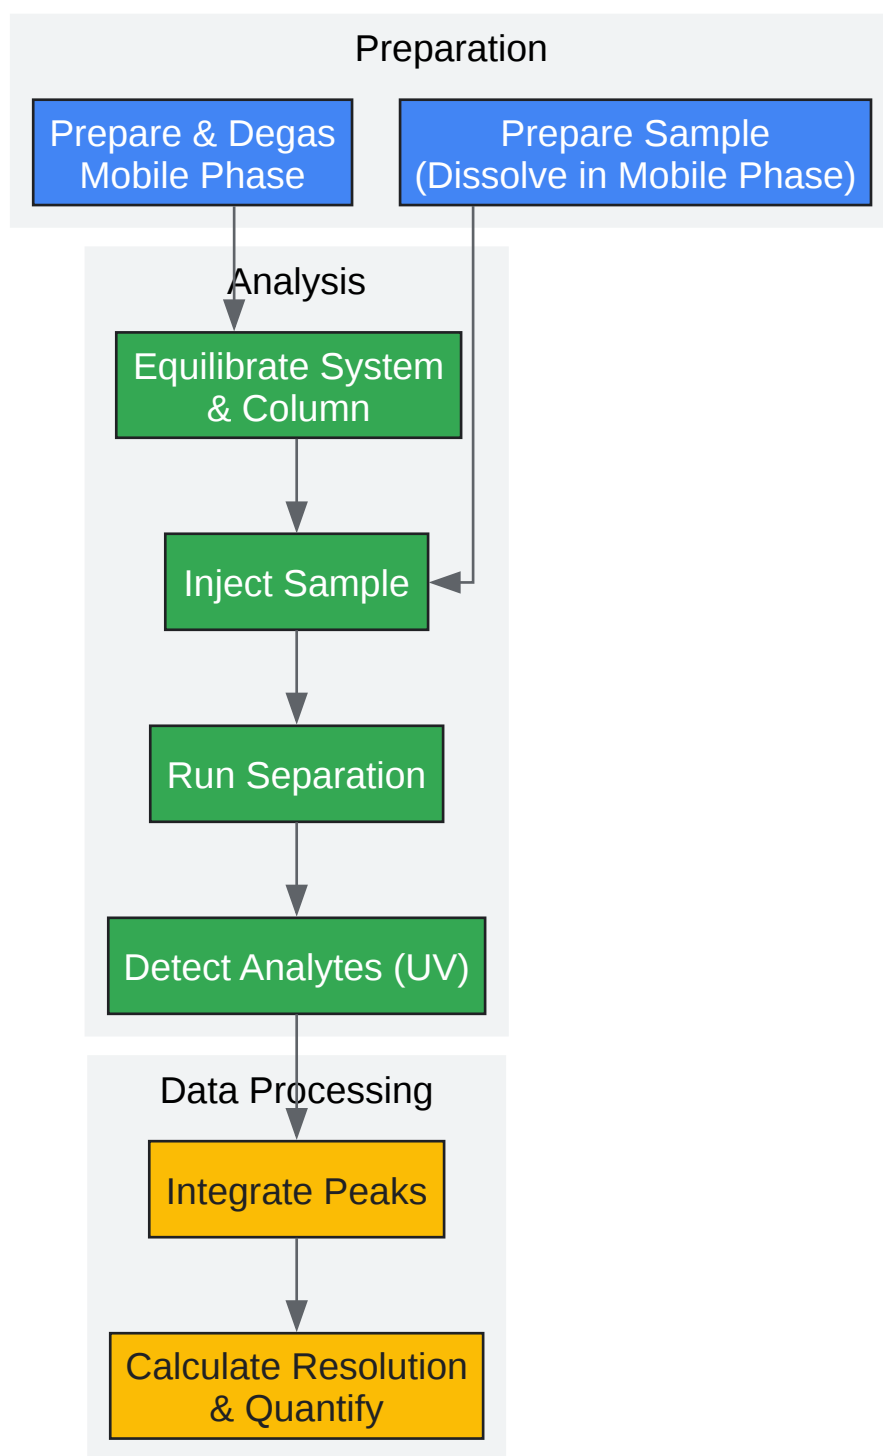 Preparation
Prepare & Degas
Mobile Phase
Prepare Sample
(Dissolve in Mobile Phase)
Analysis
Equilibrate System
& Column
Inject Sample
Run Separation
Detect Analytes (UV)
Data Processing
Integrate Peaks
Calculate Resolution
& Quantify